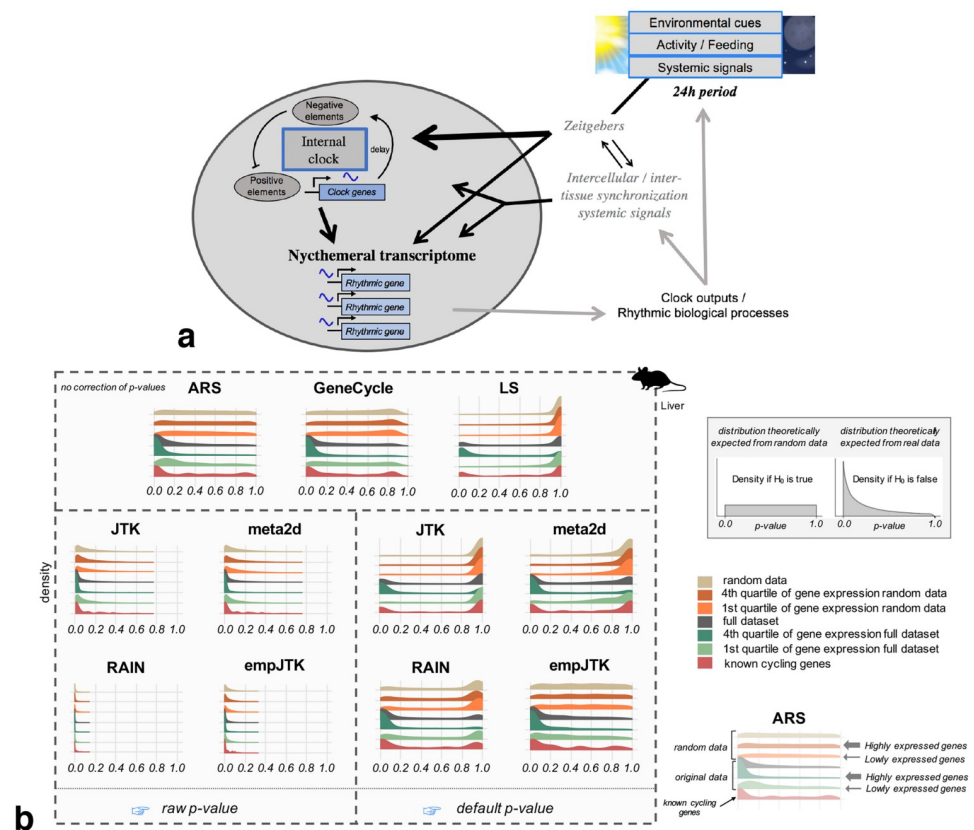 Environmental cues
Activity / Feeding
Systemic signals
24h period
Negative
elements
Internal
clock
delay
Positive
elements
Clock genes
Zeitgebers
Intercellular / inter-
tissue synchronization
systemic signals
Nycthemeral transcriptome
Rhythmic gene
Rhythmic gene
Rhythmic gene
Clock outputs /
Rhythmic biological processes
a
no correction of p-values
ARS
GeneCycle
LS
Liver
0.0 0.2 0.4 0.6 0.8 1.0
0.0 0.2 0.4 0.6 0.8 1.0
0.0 0.2 0.4 0.6 0.8 1.0
distribution theoretically
expected from random data
Density if H₀ is true
0.0 1.0
p-value
distribution theoretically
expected from real data
Density if H₀ is false
0.0 1.0
p-value
density
JTK
meta2d
JTK
meta2d
0.0 0.2 0.4 0.6 0.8 1.0
0.0 0.2 0.4 0.6 0.8 1.0
0.0 0.2 0.4 0.6 0.8 1.0
0.0 0.2 0.4 0.6 0.8 1.0
RAIN
empJTK
RAIN
empJTK
0.0 0.2 0.4 0.6 0.8 1.0
0.0 0.2 0.4 0.6 0.8 1.0
0.0 0.2 0.4 0.6 0.8 1.0
0.0 0.2 0.4 0.6 0.8 1.0
raw p-value
default p-value
random data
4th quartile of gene expression random data
1st quartile of gene expression random data
full dataset
4th quartile of gene expression full dataset
1st quartile of gene expression full dataset
known cycling genes
ARS
random data
original data
known cycling
genes
Highly expressed genes
Lowly expressed genes
Highly expressed genes
Lowly expressed genes
b